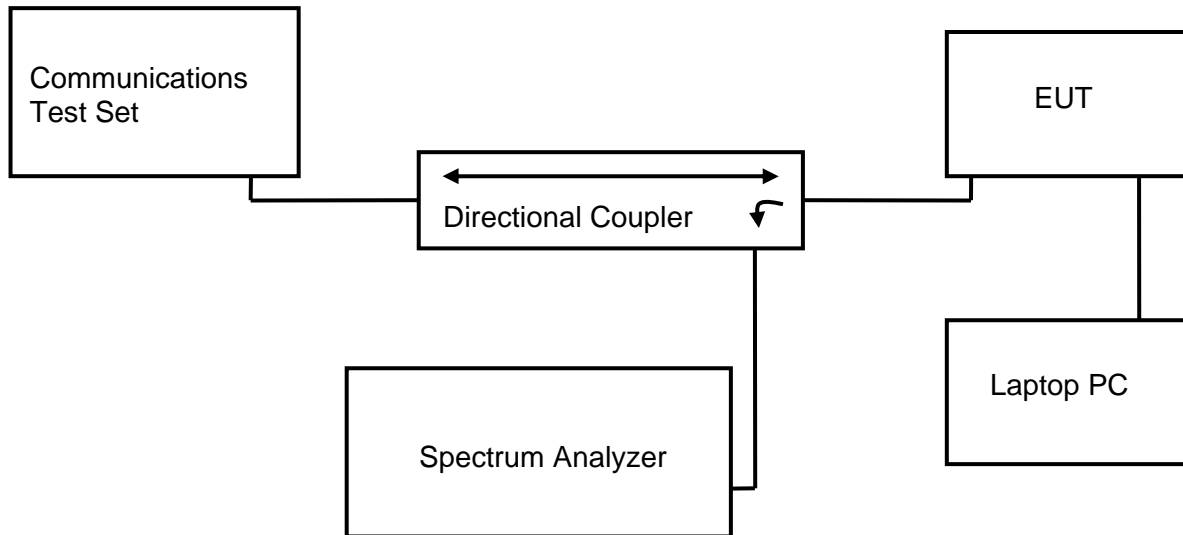 Communications
Test Set
EUT
Directional Coupler
Laptop PC
Spectrum Analyzer